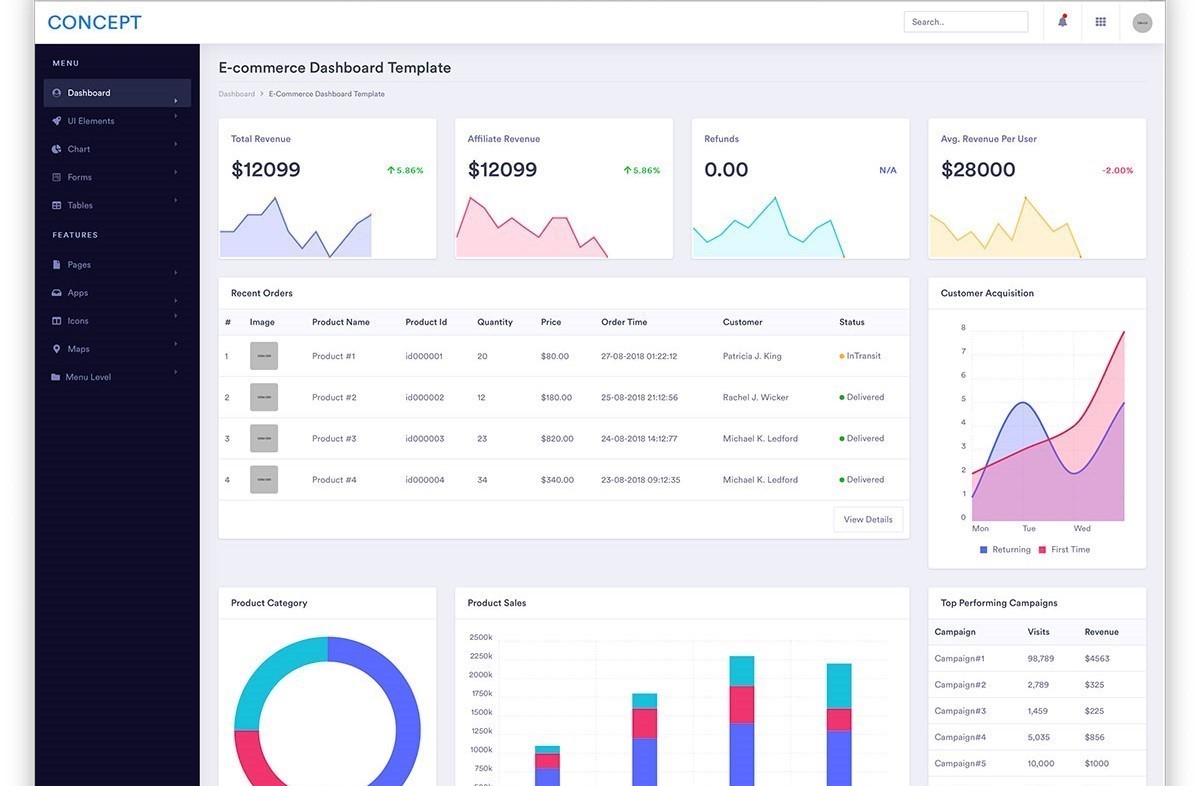 CONCEPT
Search..
MENU
Dashboard
UI Elements
Chart
Forms
Tables
FEATURES
Pages
Apps
Icons
Maps
Menu Level
E-commerce Dashboard Template
Dashboard > E-Commerce Dashboard Template
Total Revenue
$12099 5.86%
Affiliate Revenue
$12099 5.86%
Refunds
0.00 N/A
Avg. Revenue Per User
$28000 -2.00%
Recent Orders
# Image Product Name Product Id Quantity Price Order Time Customer Status
1 Product #1 id000001 20 $80.00 27-08-2018 01:22:12 Patricia J. King InTransit
2 Product #2 id000002 12 $180.00 25-08-2018 21:12:56 Rachel J. Wicker Delivered
3 Product #3 id000003 23 $820.00 24-08-2018 14:12:77 Michael K. Ledford Delivered
4 Product #4 id000004 34 $340.00 23-08-2018 09:12:35 Michael K. Ledford Delivered
View Details
Customer Acquisition
8
7
6
5
4
3
2
1
0
Mon Tue Wed
Returning First Time
Product Category
Product Sales
2500k
2250k
2000k
1750k
1500k
1250k
1000k
750k
Top Performing Campaigns
Campaign Visits Revenue
Campaign#1 98,789 $4563
Campaign#2 2,789 $325
Campaign#3 1,459 $225
Campaign#4 5,035 $856
Campaign#5 10,000 $1000